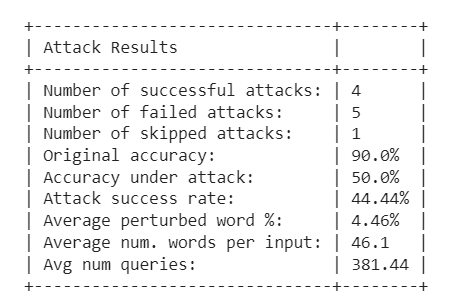 +-------------------------------+--------+
| Attack Results                |        |
+-------------------------------+--------+
| Number of successful attacks: | 4      |
| Number of failed attacks:     | 5      |
| Number of skipped attacks:    | 1      |
| Original accuracy:            | 90.0%  |
| Accuracy under attack:        | 50.0%  |
| Attack success rate:          | 44.44% |
| Average perturbed word %:     | 4.46%  |
| Average num. words per input: | 46.1   |
| Avg num queries:              | 381.44 |
+-------------------------------+--------+